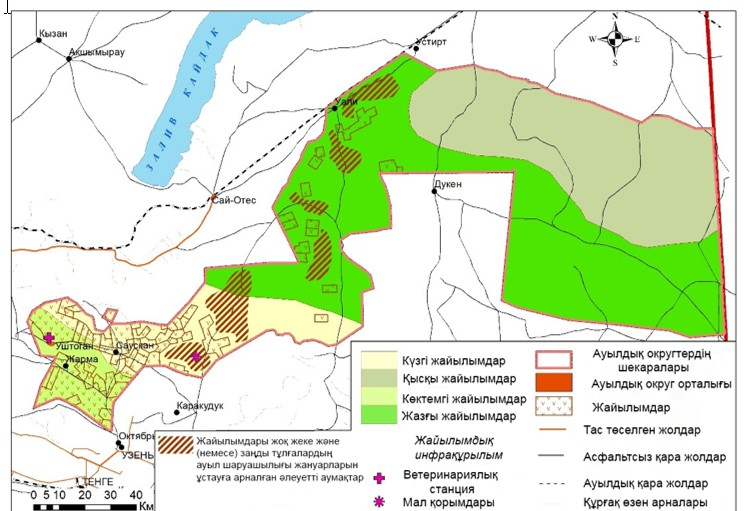 Кызан
Акшымырау
ЗАЛИВ КАЙДАК
Устирт
N
W E
S
Уали
Дукен
Сай-Отес
Уштоган
Саускан
Жарма
Каракудук
Октябрь
УЗЕНЬ
ТЕНГЕ
0 5 10 20 30 40
Км
Күзгі жайылымдар
Қысқы жайылымдар
Көктемгі жайылымдар
Жазғы жайылымдар
Жайылымдық
инфрақұрылым
Ветеринариялық
станция
Мал қорымдары
Ауылдық округтердің
шекаралары
Ауылдық округ орталығы
Жайылымдар
Тас төселген жолдар
Асфальтсыз қара жолдар
Ауылдық қара жолдар
Құрғақ өзен арналары
Жайылымдары жоқ жеке және
(немесе) заңды тұлғалардың
ауыл шаруашылығы жануарларын
ұстауға арналған әлеуетті аумақтар